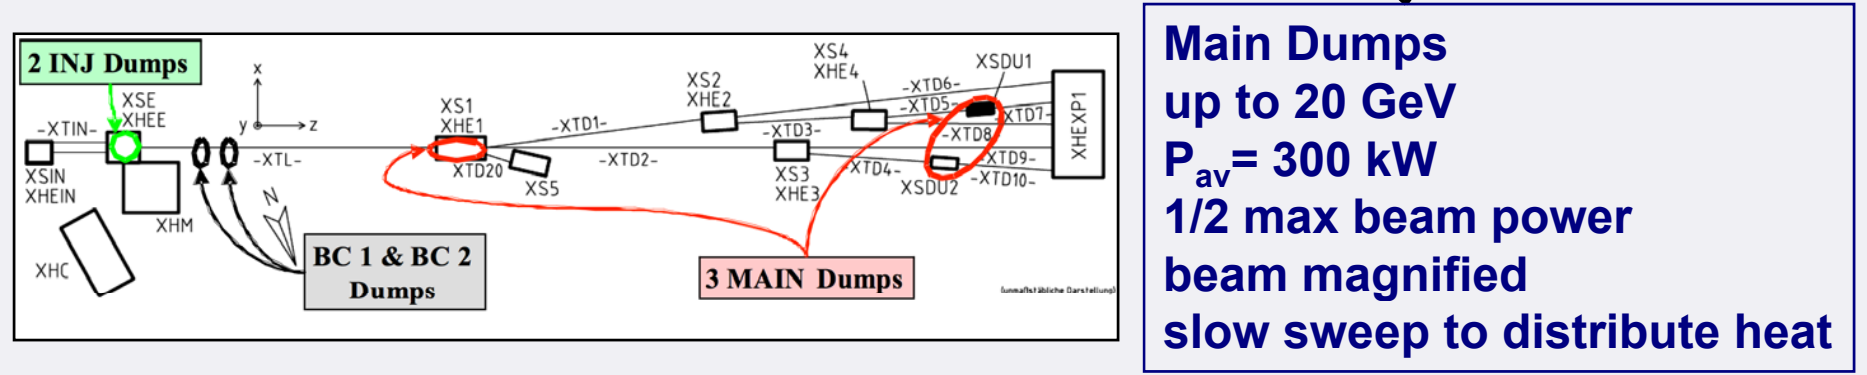 2 INJ Dumps
XSE
XHEE
-XTIN-
XSIN
XHEIN
XHM
XHC
x
y
z
N
-XTL-
BC 1 & BC 2
Dumps
XS1
XHE1
XTD20
XS5
-XTD1-
-XTD2-
XS2
XHE2
-XTD3-
XS3
XHE3
XS4
XHE4
-XTD4-
-XTD6-
-XTD5-
XSDU1
XTD7-
-XTD8
XTD9-
-XTD10-
XSDU2
XHEXP1
3 MAIN Dumps
(unmaßstäbliche Darstellung)
Main Dumps
up to 20 GeV
Pav= 300 kW
1/2 max beam power
beam magnified
slow sweep to distribute heat